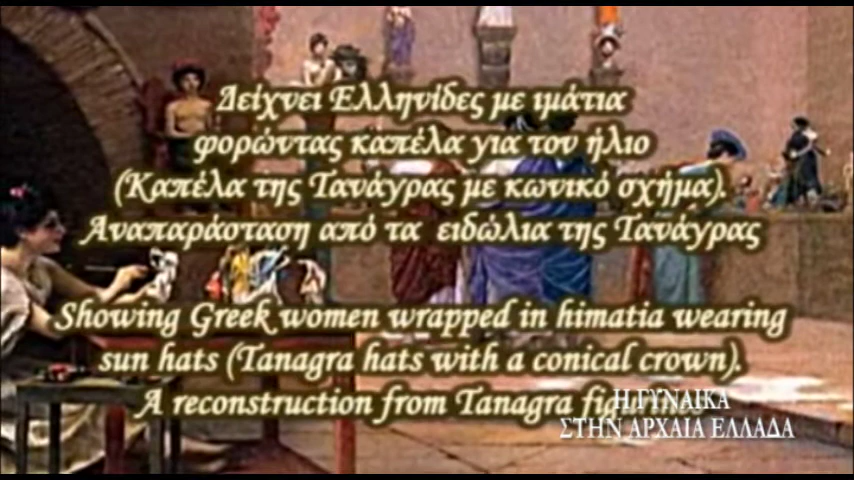 Δείχνει Ελληνίδες με ιμάτια
φορώντας καπέλα για τον ήλιο
(Καπέλα της Τανάγρας με κωνικό σχήμα).
Αναπαράσταση από τα ειδώλια της Τανάγρας
Showing Greek women wrapped in himatia wearing
sun hats (Tanagra hats with a conical crown).
A reconstruction from Tanagra
Η ΓΥΝΑΙΚΑ
ΣΤΗΝ ΑΡΧΑΙΑ ΕΛΛΑΔΑ